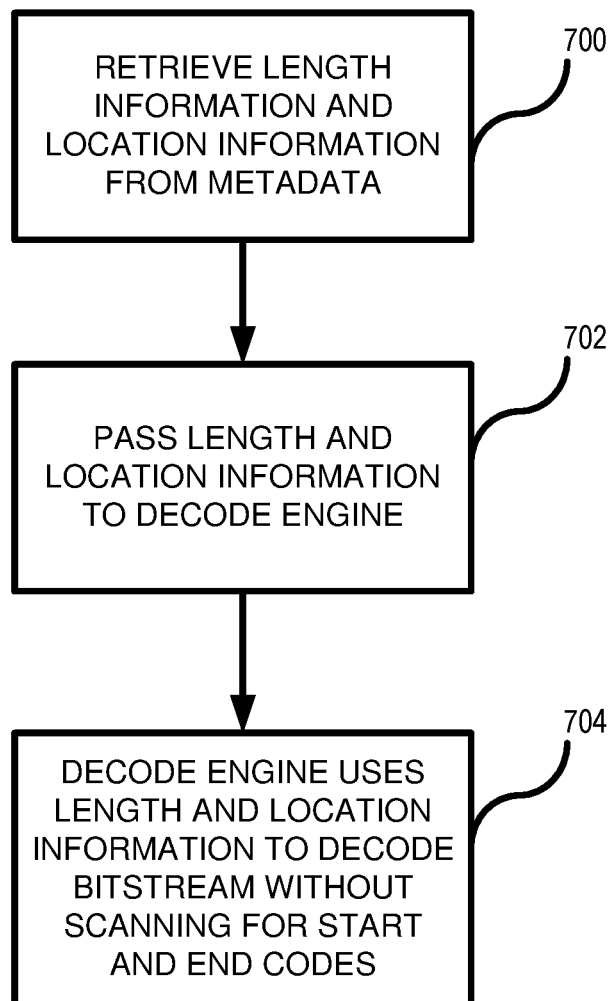 RETRIEVE LENGTH
INFORMATION AND
LOCATION INFORMATION
FROM METADATA
700
PASS LENGTH AND
LOCATION INFORMATION
TO DECODE ENGINE
702
DECODE ENGINE USES
LENGTH AND LOCATION
INFORMATION TO DECODE
BITSTREAM WITHOUT
SCANNING FOR START
AND END CODES
704